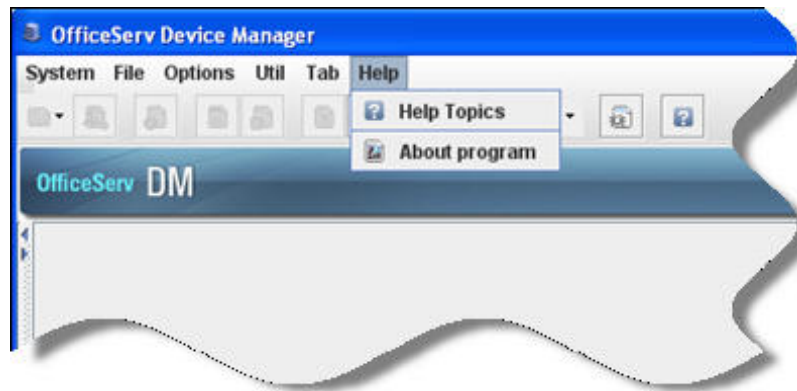 OfficeServ Device Manager
System File Options Util Tab Help
Help Topics
About program
OfficeServ DM